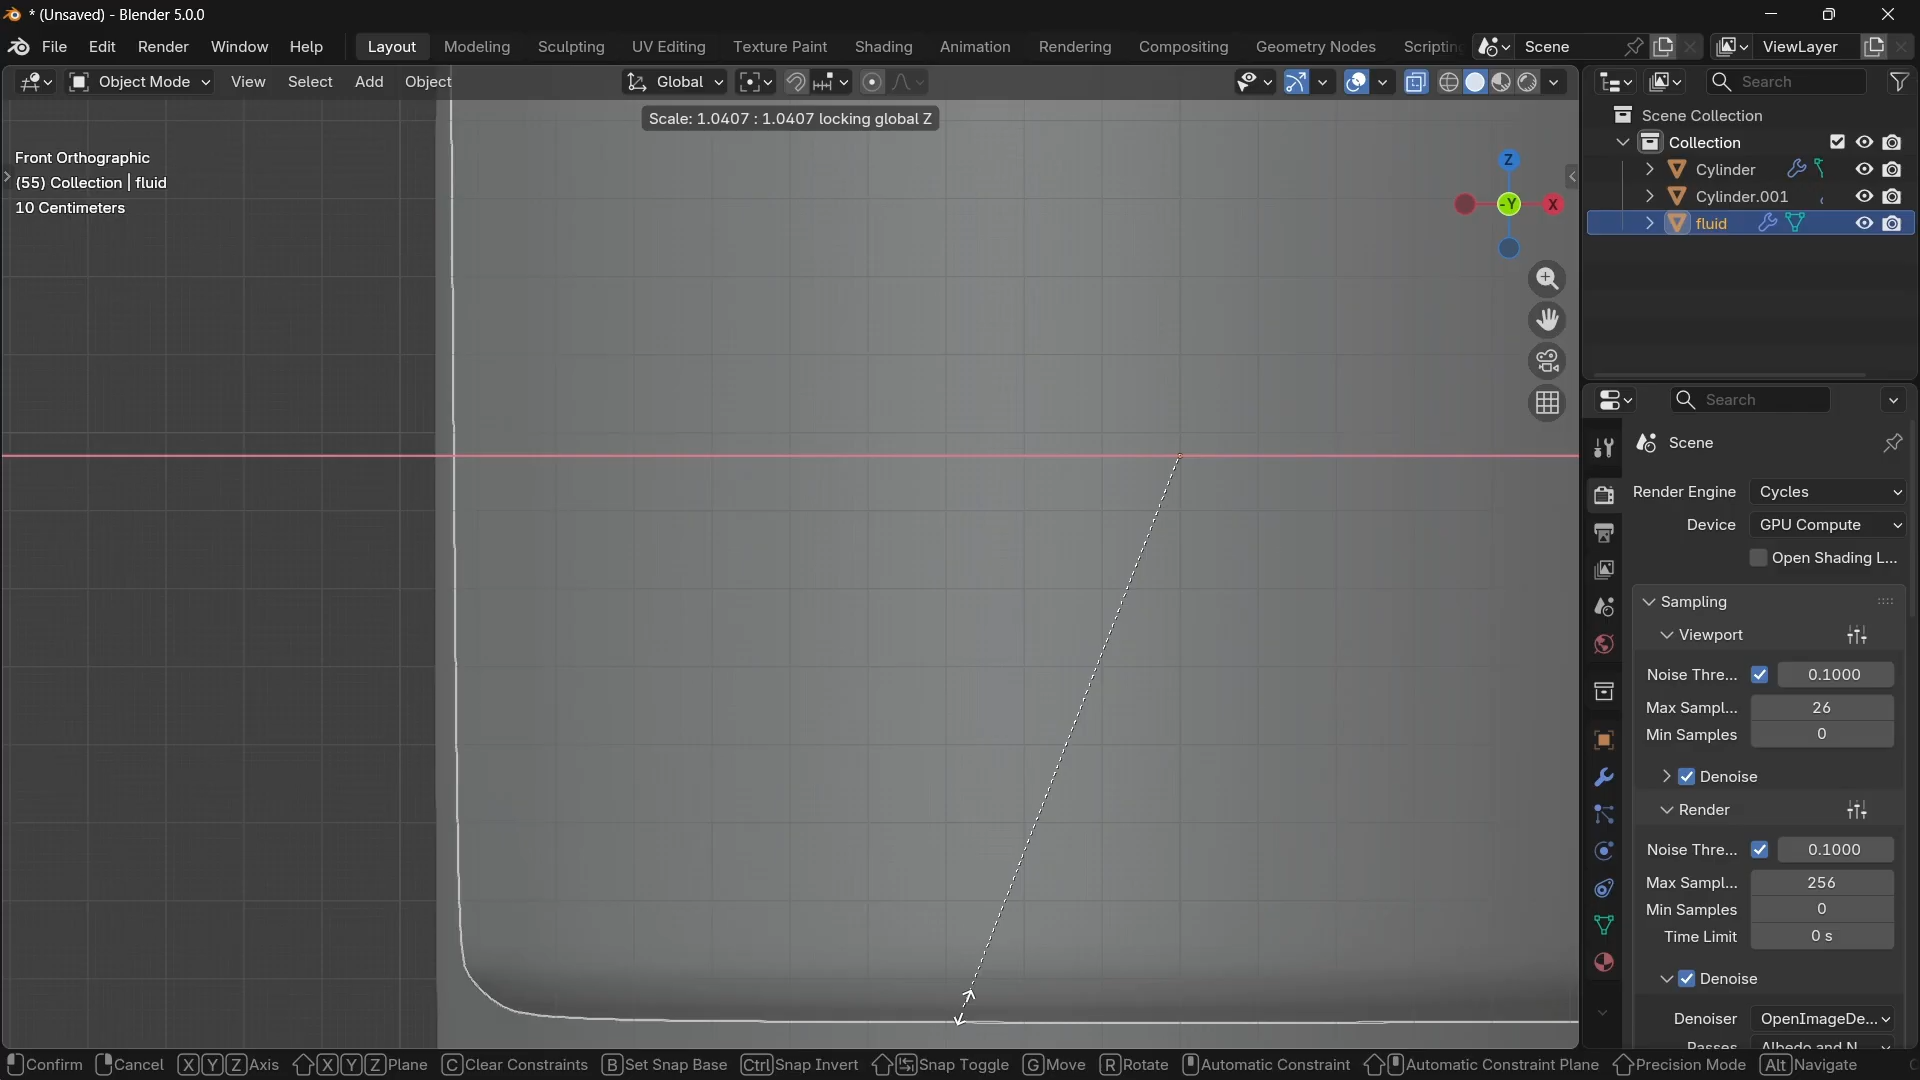 * (Unsaved) - Blender 5.0.0
File Edit Render Window Help Layout Modeling Sculpting UV Editing Texture Paint Shading Animation Rendering Compositing Geometry Nodes Scripting Scene ViewLayer
Object Mode View Select Add Object Global Search
Scale: 1.0407 : 1.0407 locking global Z
Front Orthographic
(55) Collection | fluid
10 Centimeters
Z
-Y
X
Scene Collection
Collection
Cylinder
Cylinder.001
fluid
Search
Scene
Render Engine Cycles
Device GPU Compute
Open Shading L...
Sampling
Viewport
Noise Thre... 0.1000
Max Sampl... 26
Min Samples 0
Denoise
Render
Noise Thre... 0.1000
Max Sampl... 256
Min Samples 0
Time Limit 0 s
Denoise
Denoiser OpenImageDe...
Passes Albedo and N...
Confirm Cancel X Y Z Axis X Y Z Plane C Clear Constraints B Set Snap Base Ctrl Snap Invert Snap Toggle G Move R Rotate Automatic Constraint Automatic Constraint Plane Precision Mode Alt Navigate